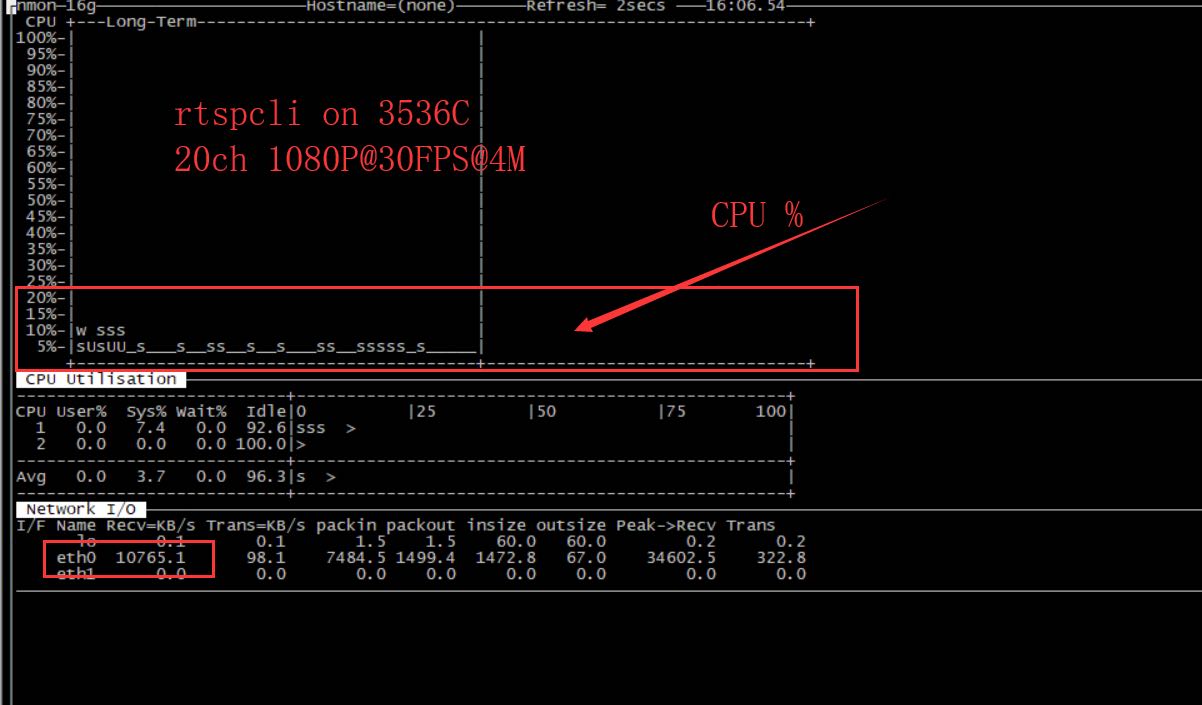 nmon-16g Hostname=(none) Refresh= 2secs 16:06.54
CPU +---Long-Term-------------------------------------------------------------+
100%-|
95%-|
90%-|
85%-|
80%-|
rtspcli on 3536C
75%-|
70%-|
65%-|
20ch 1080P@30FPS@4M
60%-|
55%-|
50%-|
CPU %
45%-|
40%-|
35%-|
30%-|
25%-|
20%-|
15%-|
10%-|w sss
5%-|sUsUU_s___s__ss__s__s___ss__sssss_s_____|
CPU Utilisation
CPU User% Sys% Wait% Idle|0 |25 |50 |75 100|
1 0.0 7.4 0.0 92.6|sss > |
2 0.0 0.0 0.0 100.0|> |
Avg 0.0 3.7 0.0 96.3|s > |
Network I/O
I/F Name Recv=KB/s Trans=KB/s packin packout insize outsize Peak->Recv Trans
lo 0.1 0.1 1.5 1.5 60.0 60.0 0.2 0.2
eth0 10765.1 98.1 7484.5 1499.4 1472.8 67.0 34602.5 322.8
eth1 0.0 0.0 0.0 0.0 0.0 0.0 0.0 0.0